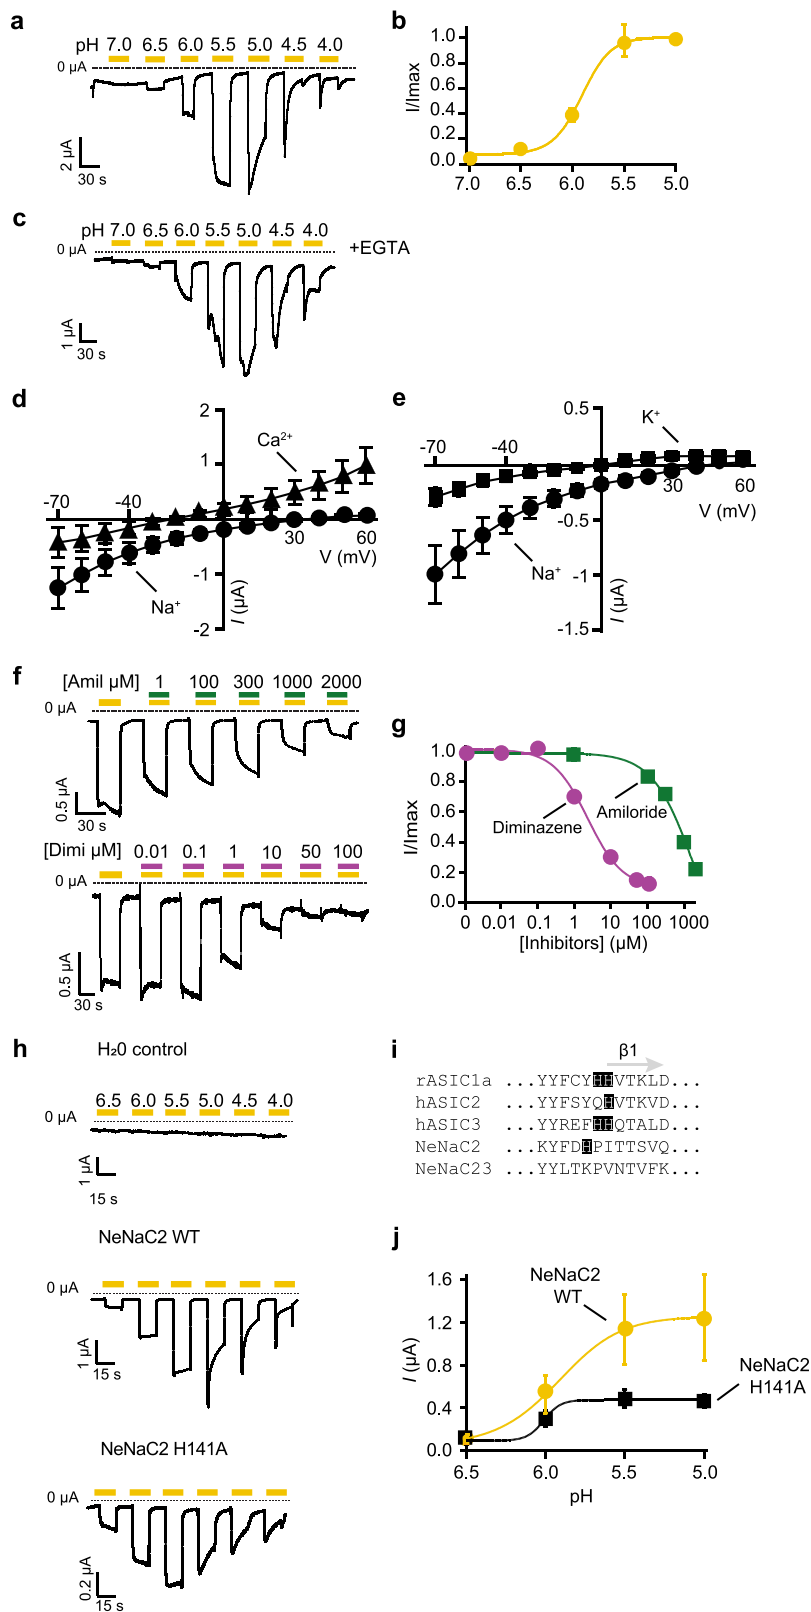 a
pH 7.0 6.5 6.0 5.5 5.0 4.5 4.0
0 µA
2 µA
30 s
b
I/Imax
1.0
0.8
0.6
0.4
0.2
0.0
7.0 6.5 6.0 5.5 5.0
c
pH 7.0 6.5 6.0 5.5 5.0 4.5 4.0
0 µA
+EGTA
1 µA
30 s
d
2
1
-1
-2
-70 -40 30 60
Ca²⁺
Na⁺
V (mV)
I (µA)
e
0.5
-0.5
-1
-1.5
-70 -40 30 60
K⁺
Na⁺
V (mV)
I (µA)
f
[Amil µM] 1 100 300 1000 2000
0 µA
0.5 µA
30 s
[Dimi µM] 0.01 0.1 1 10 50 100
0 µA
0.5 µA
30 s
g
I/Imax
1.0
0.8
0.6
0.4
0.2
0.0
Diminazene
Amiloride
0 0.01 0.1 1 10 100 1000
[Inhibitors] (µM)
h
H₂0 control
6.5 6.0 5.5 5.0 4.5 4.0
0 µA
1 µA
15 s
NeNaC2 WT
0 µA
1 µA
15 s
NeNaC2 H141A
0 µA
0.2 µA
15 s
i
β1
rASIC1a ...YYFCYHHVTKLD...
hASIC2 ...YYFSYQHVTKVD...
hASIC3 ...YYREFHHQTALD...
NeNaC2 ...KYFDHPITTSVQ...
NeNaC23 ...YYLTKPVNTVFK...
j
I (µA)
1.6
1.2
0.8
0.4
0.0
NeNaC2
WT
NeNaC2
H141A
6.5 6.0 5.5 5.0
pH